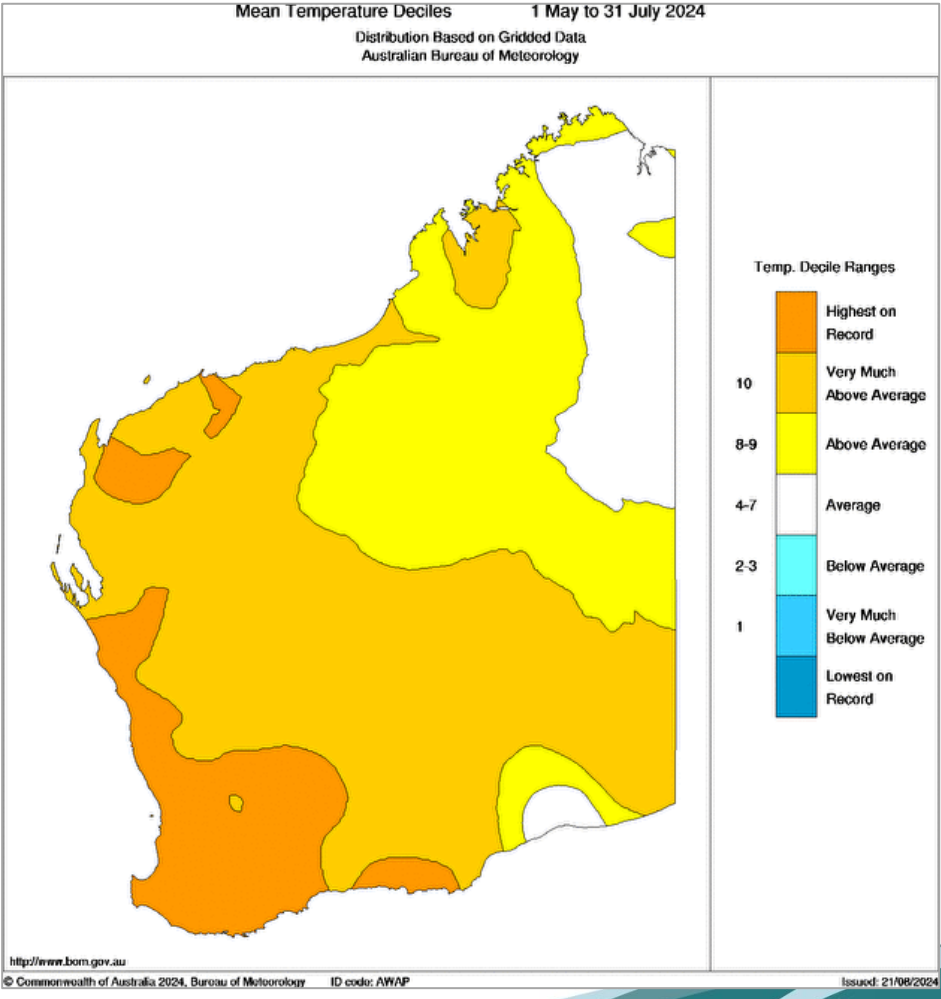 Mean Temperature Deciles 1 May to 31 July 2024
Distribution Based on Gridded Data
Australian Bureau of Meteorology
Temp. Decile Ranges
Highest on
Record
10
Very Much
Above Average
8-9
Above Average
4-7
Average
2-3
Below Average
1
Very Much
Below Average
Lowest on
Record
http://www.bom.gov.au
© Commonwealth of Australia 2024, Bureau of Meteorology ID code: AWAP Issued: 21/08/2024